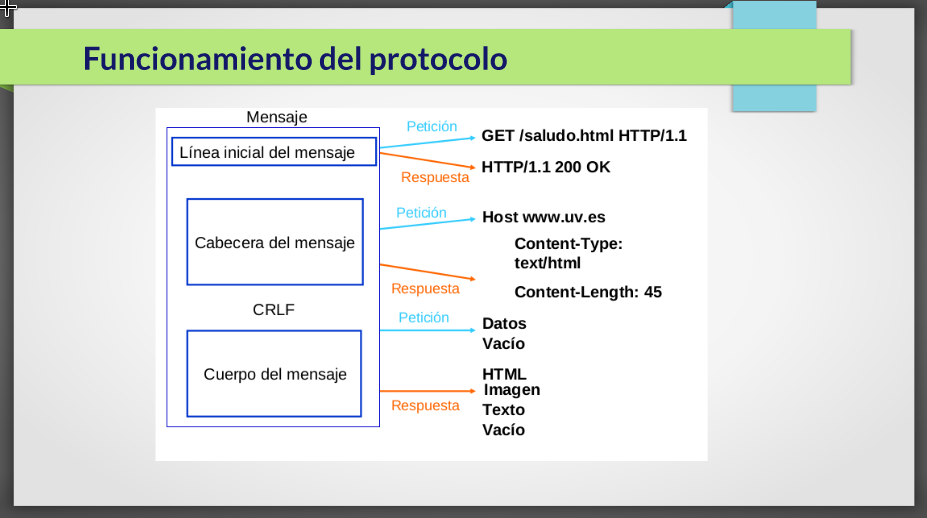 Funcionamiento del protocolo
Mensaje
Línea inicial del mensaje
Petición
GET /saludo.html HTTP/1.1
Respuesta
HTTP/1.1 200 OK
Cabecera del mensaje
Petición
Host www.uv.es
Respuesta
Content-Type:
text/html
Content-Length: 45
CRLF
Cuerpo del mensaje
Petición
Datos
Vacío
Respuesta
HTML
Imagen
Texto
Vacío